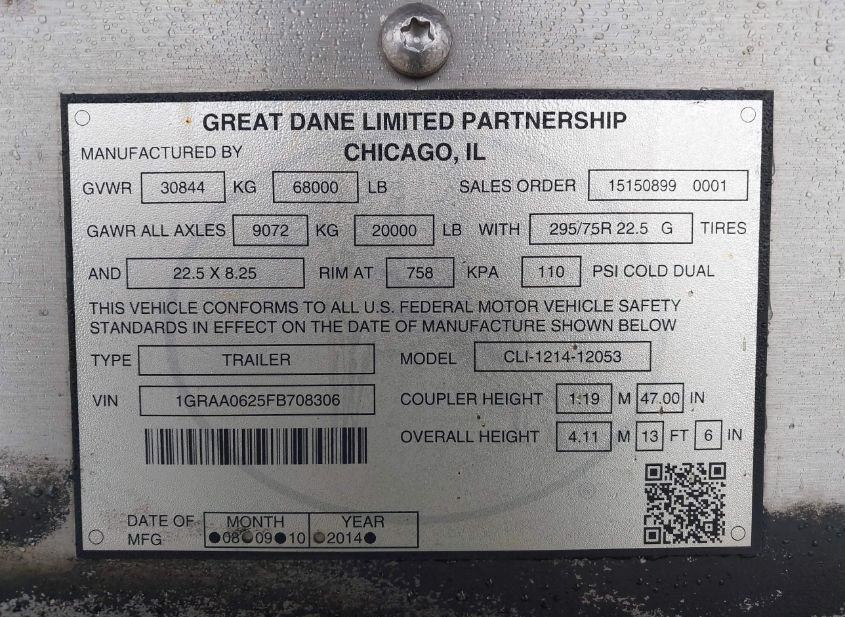 GREAT DANE LIMITED PARTNERSHIP
MANUFACTURED BY CHICAGO, IL
GVWR 30844 KG 68000 LB SALES ORDER 15150899 0001
GAWR ALL AXLES 9072 KG 20000 LB WITH 295/75R 22.5 G TIRES
AND 22.5 X 8.25 RIM AT 758 KPA 110 PSI COLD DUAL
THIS VEHICLE CONFORMS TO ALL U.S. FEDERAL MOTOR VEHICLE SAFETY
STANDARDS IN EFFECT ON THE DATE OF MANUFACTURE SHOWN BELOW
TYPE TRAILER MODEL CLI-1214-12053
VIN 1GRAA0625FB708306 COUPLER HEIGHT 1.19 M 47.00 IN
OVERALL HEIGHT 4.11 M 13 FT 6 IN
®
DATE OF MFG MONTH YEAR
08 09 10 2014